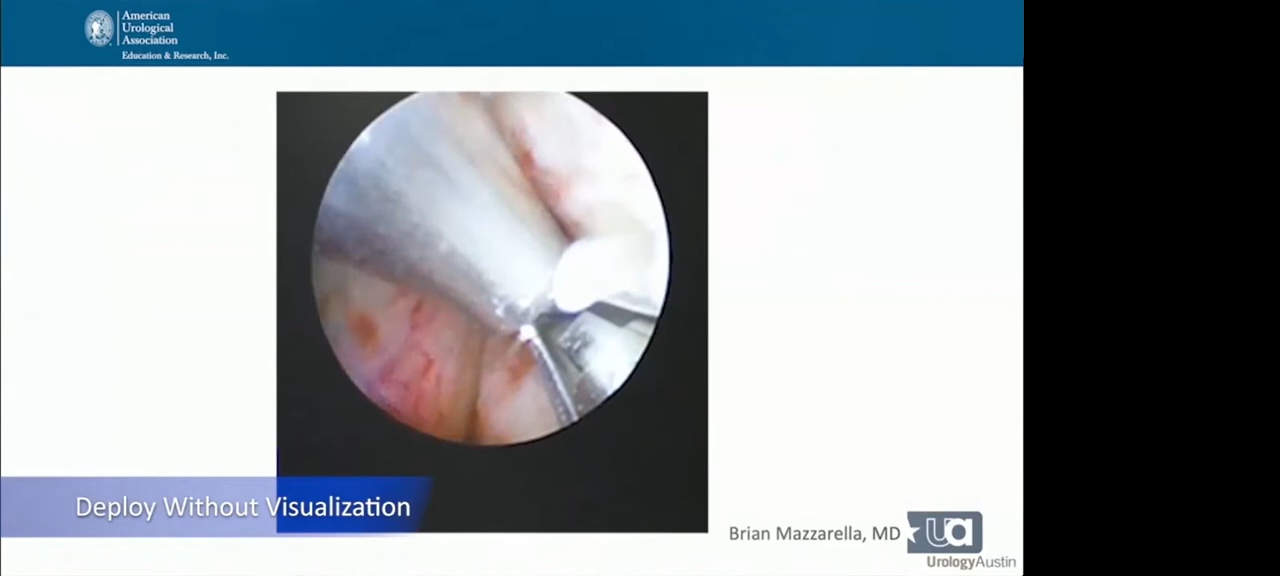 American
Urological
Association
Education & Research, Inc.
Deploy Without Visualization
Brian Mazzarella, MD
ua
UrologyAustin